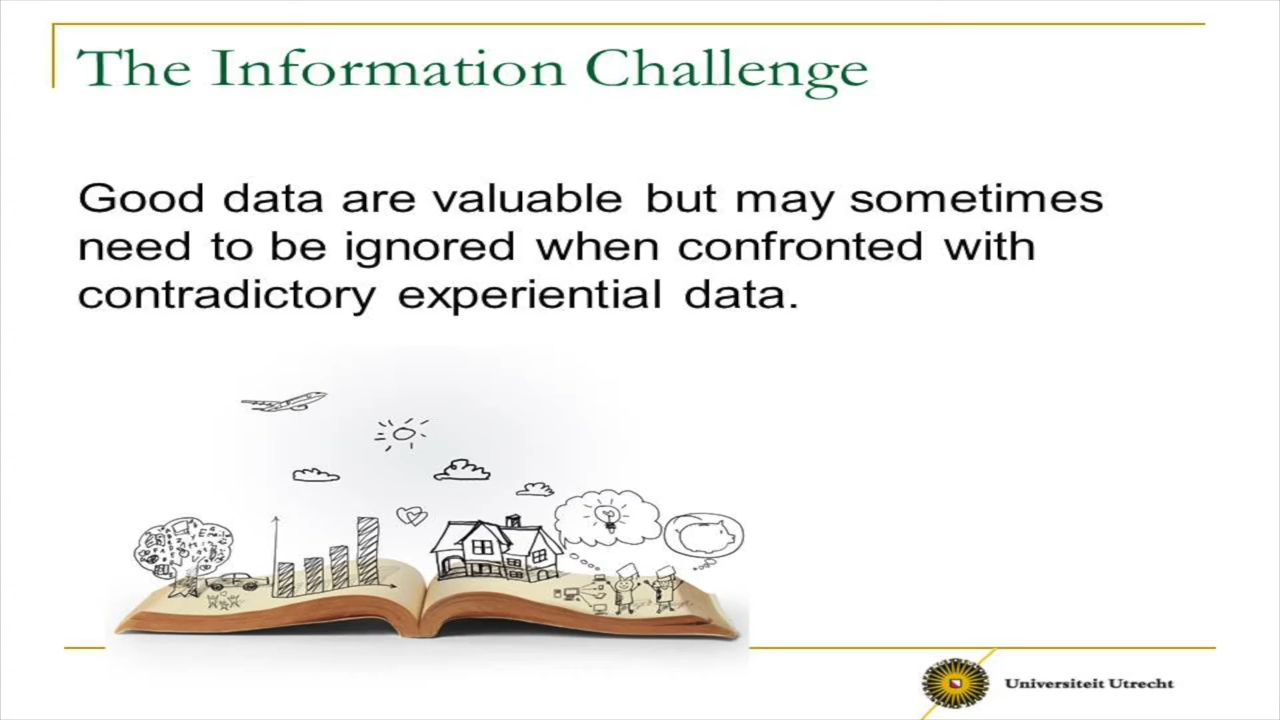 The Information Challenge
Good data are valuable but may sometimes
need to be ignored when confronted with
contradictory experiential data.
Universiteit Utrecht